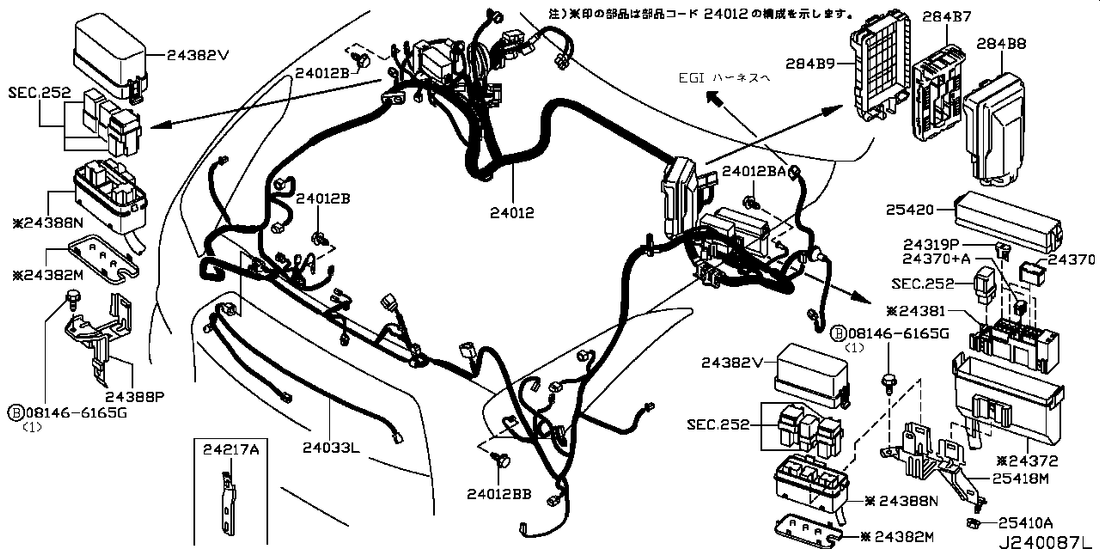 注)※印の部品は部品コード 24012 の構成を示します。
24382V
SEC.252
※24388N
※24382M
24388P
Ⓑ08146-6165G
(1)
24012B
24012B
24012
24033L
24217A
24012BB
EGI ハーネスへ
24012BA
284B7
284B8
284B9
25420
24319P
24370+A
24370
SEC.252
※24381
Ⓑ08146-6165G
(1)
24382V
SEC.252
※24372
25418M
※24388N
25410A
※24382M
J240087L